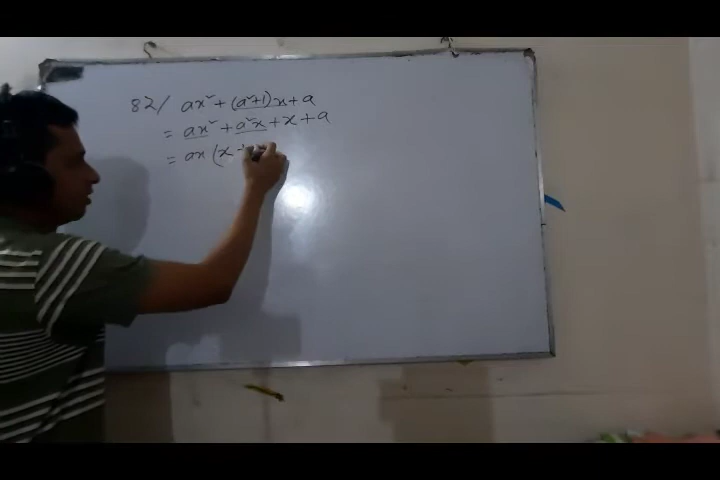 82/ ax² + (a²+1)x + a
= ax² + a²x + x + a
= ax (x +